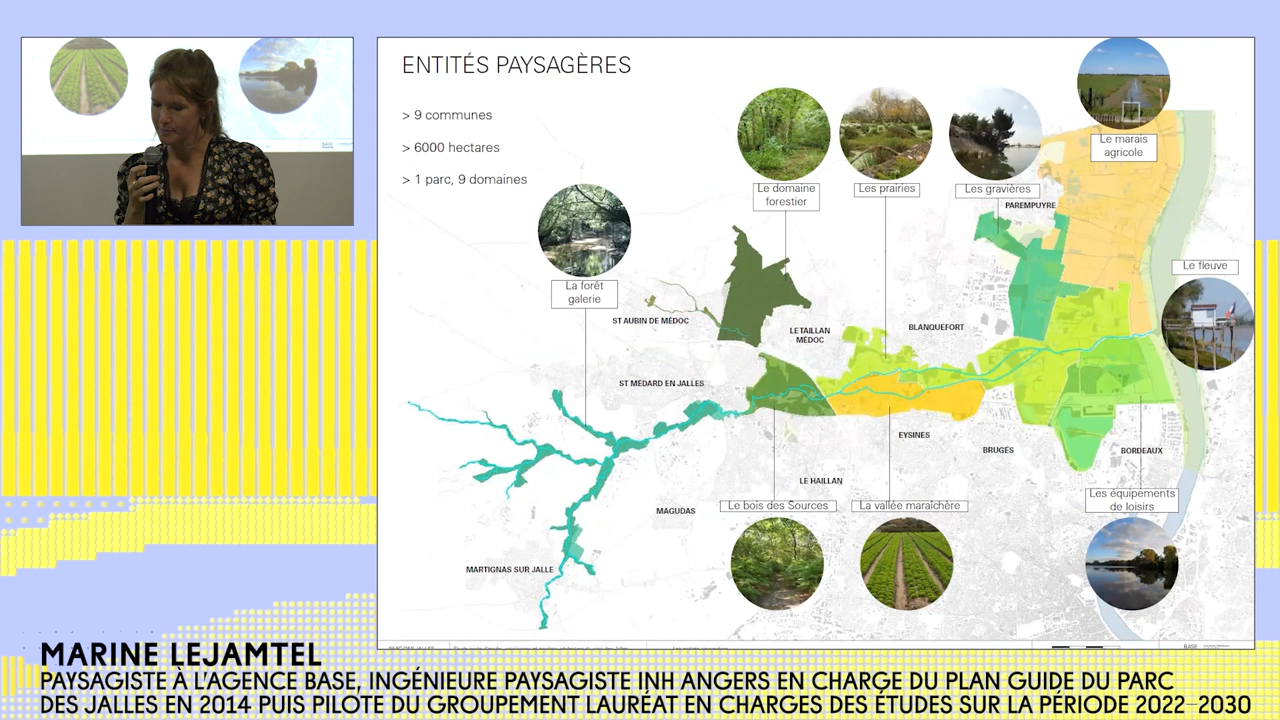 ENTITÉS PAYSAGÈRES
> 9 communes
> 6000 hectares
> 1 parc, 9 domaines
La forêt
galerie
Le domaine
forestier
Les prairies
Les gravières
Le marais
agricole
Le fleuve
PAREMPUYRE
ST AUBIN DE MÉDOC
LE TAILLAN
MÉDOC
BLANQUEFORT
ST MÉDARD EN JALLES
EYSINES
BRUGES
BORDEAUX
LE HAILLAN
MAGUDAS
MARTIGNAS SUR JALLE
Le bois des Sources
La vallée maraîchère
Les équipements
de loisirs
BASE
MARINE LEJAMTEL
PAYSAGISTE À L'AGENCE BASE, INGÉNIEURE PAYSAGISTE INH ANGERS EN CHARGE DU PLAN GUIDE DU PARC
DES JALLES EN 2014 PUIS PILOTE DU GROUPEMENT LAURÉAT EN CHARGES DES ÉTUDES SUR LA PÉRIODE 2022-2030